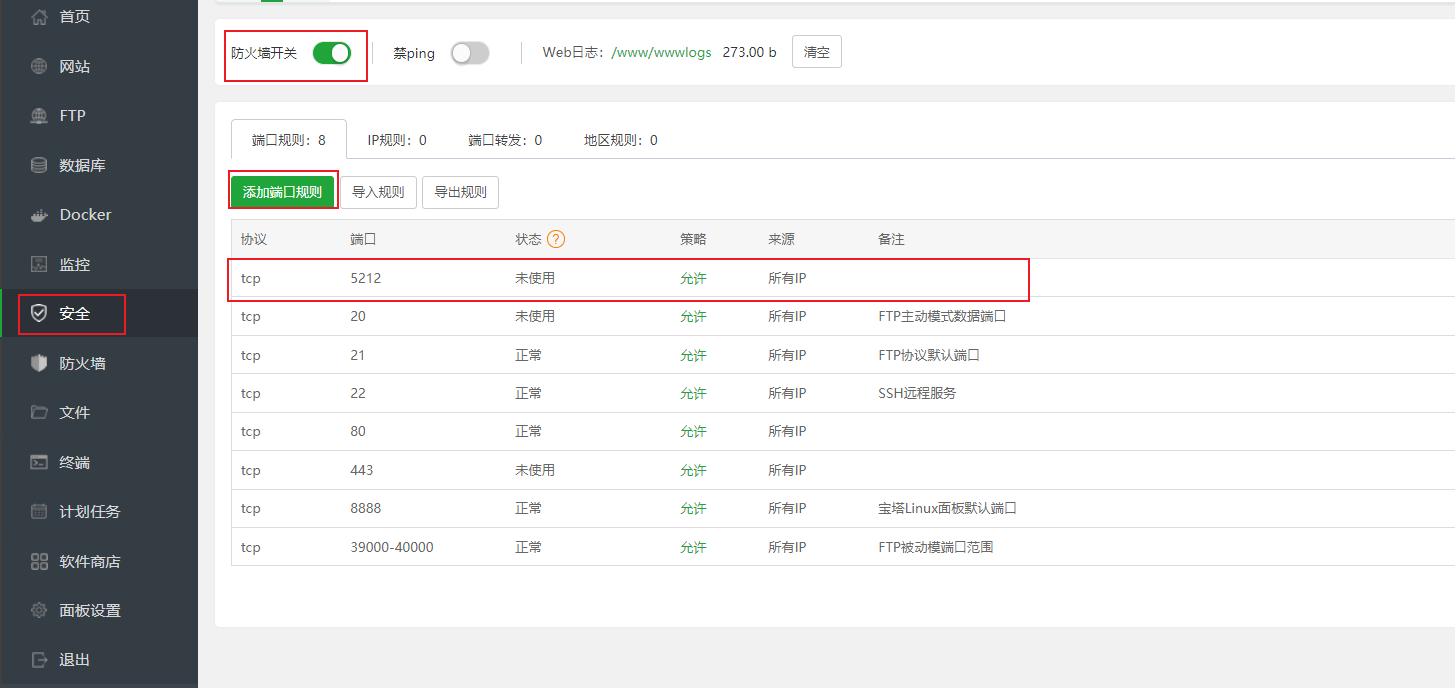 首页
网站
FTP
数据库
Docker
监控
安全
防火墙
文件
终端
计划任务
软件商店
面板设置
退出
防火墙开关 禁ping Web日志：/www/wwwlogs 273.00 b 清空
端口规则：8 IP规则：0 端口转发：0 地区规则：0
添加端口规则 导入规则 导出规则
协议 端口 状态 ? 策略 来源 备注
tcp 5212 未使用 允许 所有IP
tcp 20 未使用 允许 所有IP FTP主动模式数据端口
tcp 21 正常 允许 所有IP FTP协议默认端口
tcp 22 正常 允许 所有IP SSH远程服务
tcp 80 正常 允许 所有IP
tcp 443 未使用 允许 所有IP
tcp 8888 正常 允许 所有IP 宝塔Linux面板默认端口
tcp 39000-40000 正常 允许 所有IP FTP被动模端口范围